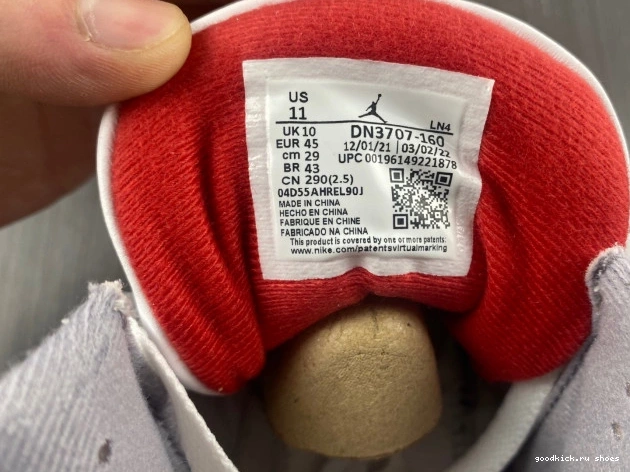 US
11
LN4
UK 10
DN3707-160
EUR 45
12/01/21 | 03/02/22
cm 29
UPC 00196149221878
BR 43
CN 290(2.5)
04D55AHREL90J
MADE IN CHINA
HECHO EN CHINA
FABRIQUE EN CHINE
FABRICADO NA CHINA
This product is covered by one or more patents:
www.nike.com/patentsvirtualmarking
goodkick.ru shoes